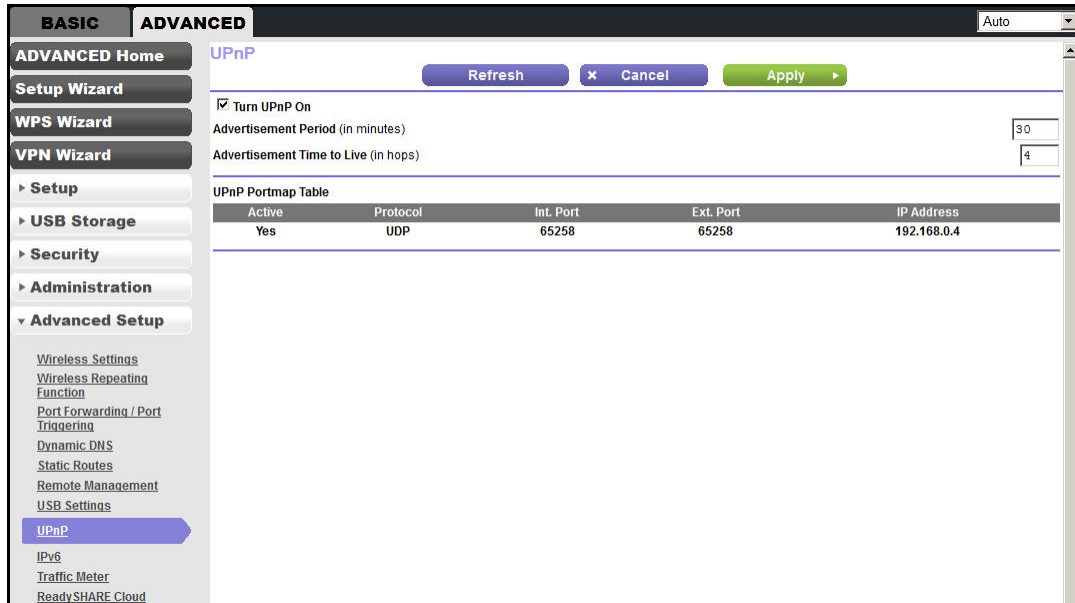 BASIC ADVANCED Auto
ADVANCED Home
Setup Wizard
WPS Wizard
VPN Wizard
Setup
USB Storage
Security
Administration
Advanced Setup
Wireless Settings
Wireless Repeating
Function
Port Forwarding / Port
Triggering
Dynamic DNS
Static Routes
Remote Management
USB Settings
UPnP
IPv6
Traffic Meter
ReadySHARE Cloud
UPnP
Refresh Cancel Apply
Turn UPnP On
Advertisement Period (in minutes) 30
Advertisement Time to Live (in hops) 4
UPnP Portmap Table
Active Protocol Int. Port Ext. Port IP Address
Yes UDP 65258 65258 192.168.0.4